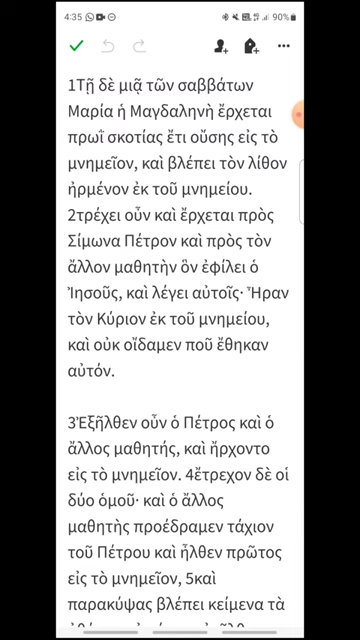 4:35
90%
1Τῇ δὲ μιᾷ τῶν σαββάτων
Μαρία ἡ Μαγδαληνὴ ἔρχεται
πρωῒ σκοτίας ἔτι οὔσης εἰς τὸ
μνημεῖον, καὶ βλέπει τὸν λίθον
ἠρμένον ἐκ τοῦ μνημείου.
2τρέχει οὖν καὶ ἔρχεται πρὸς
Σίμωνα Πέτρον καὶ πρὸς τὸν
ἄλλον μαθητὴν ὃν ἐφίλει ὁ
Ἰησοῦς, καὶ λέγει αὐτοῖς· Ἦραν
τὸν Κύριον ἐκ τοῦ μνημείου,
καὶ οὐκ οἴδαμεν ποῦ ἔθηκαν
αὐτόν.
3Ἐξῆλθεν οὖν ὁ Πέτρος καὶ ὁ
ἄλλος μαθητής, καὶ ἤρχοντο
εἰς τὸ μνημεῖον. 4ἔτρεχον δὲ οἱ
δύο ὁμοῦ· καὶ ὁ ἄλλος
μαθητὴς προέδραμεν τάχιον
τοῦ Πέτρου καὶ ἦλθεν πρῶτος
εἰς τὸ μνημεῖον, 5καὶ
παρακύψας βλέπει κείμενα τὰ